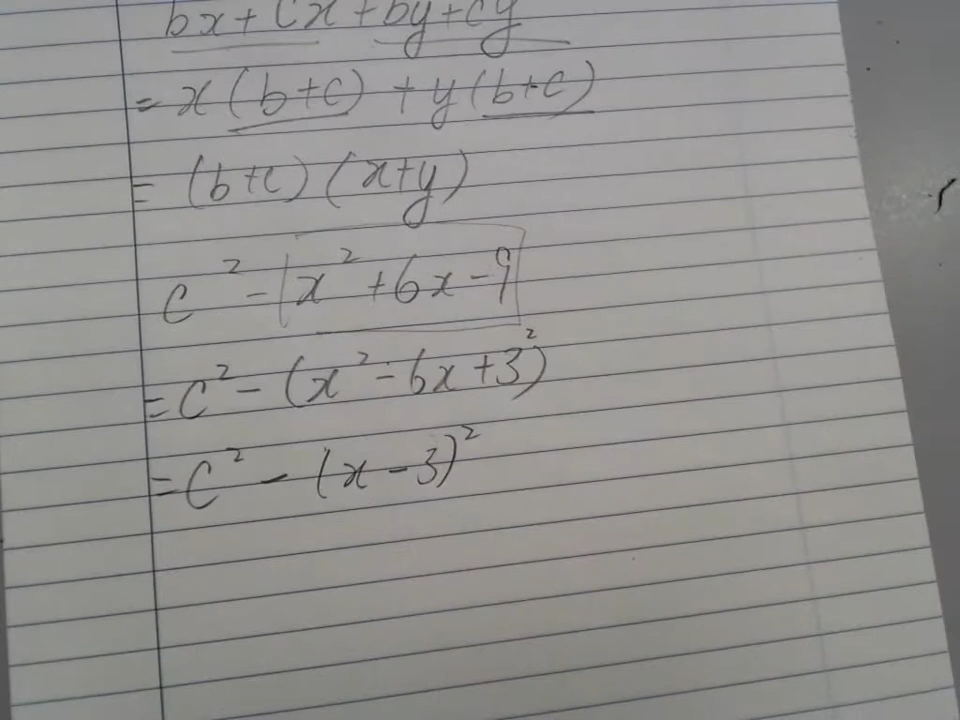 bx + cx + by + cy
= x (b+c) + y (b+c)
= (b+c) (x+y)
c² - x² + 6x - 9
= c² - (x² - 6x + 3²)
= c² - (x - 3)²